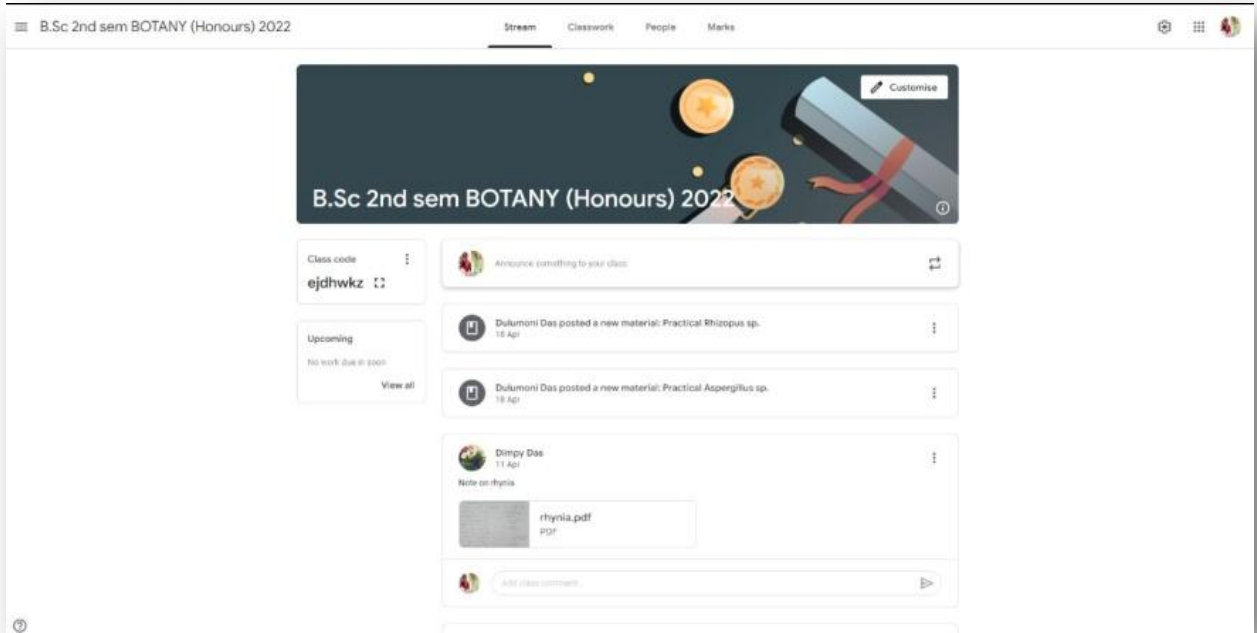 B.Sc 2nd sem BOTANY (Honours) 2022
Stream
Classwork
People
Marks
Customise
B.Sc 2nd sem BOTANY (Honours) 2022
Class code
ejdhwkz
Upcoming
No work due in soon
View all
Announce something to your class
Dulumoni Das posted a new material: Practical Rhizopus sp.
18 Apr
Dulumoni Das posted a new material: Practical Aspergillus sp.
18 Apr
Dimpy Das
11 Apr
Note on rhynia
rhynia.pdf
PDF
Add class comment...